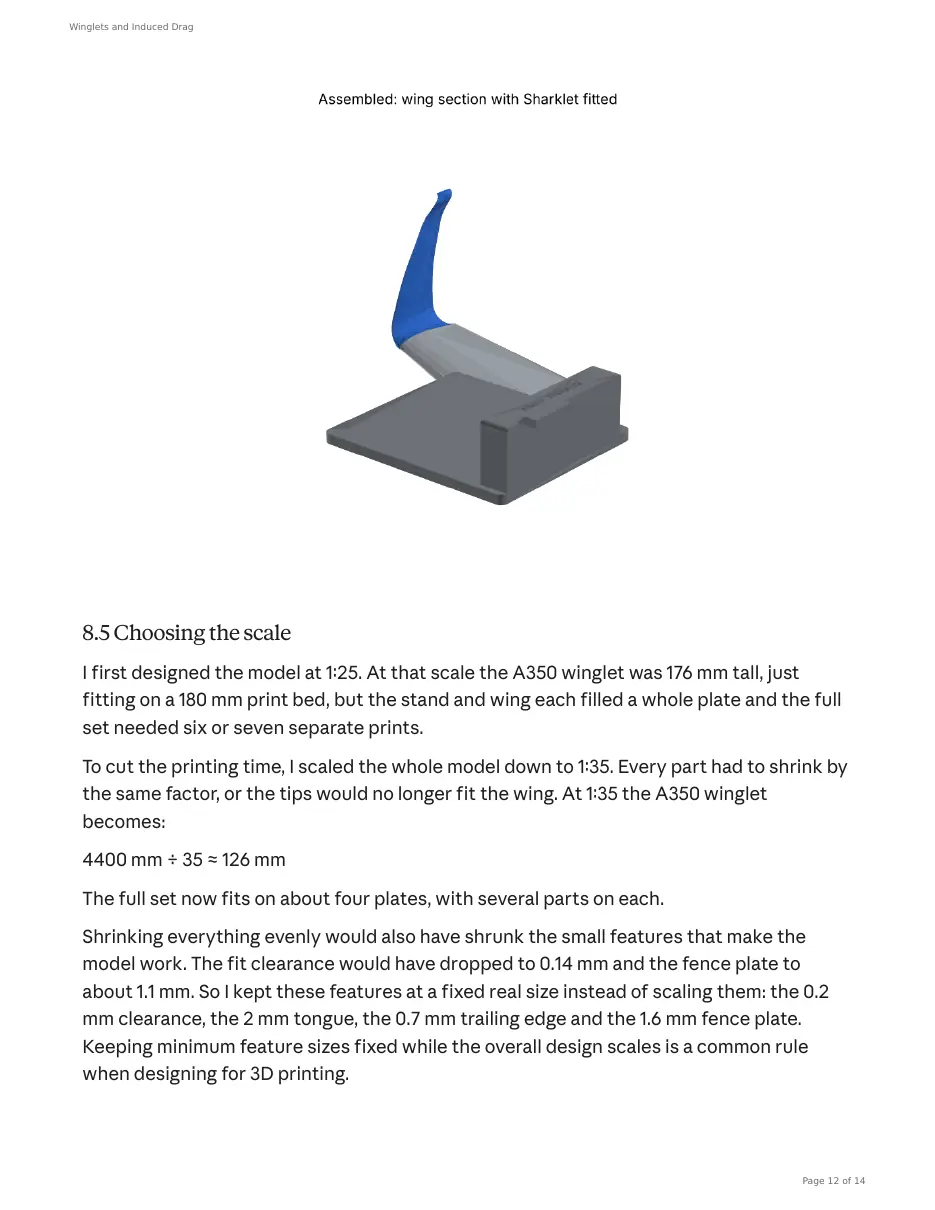 Winglets and Induced Drag
Assembled: wing section with Sharklet fitted
8.5 Choosing the scale
I first designed the model at 1:25. At that scale the A350 winglet was 176 mm tall, just
fitting on a 180 mm print bed, but the stand and wing each filled a whole plate and the full
set needed six or seven separate prints.
To cut the printing time, I scaled the whole model down to 1:35. Every part had to shrink by
the same factor, or the tips would no longer fit the wing. At 1:35 the A350 winglet
becomes:
4400 mm ÷ 35 ≈ 126 mm
The full set now fits on about four plates, with several parts on each.
Shrinking everything evenly would also have shrunk the small features that make the
model work. The fit clearance would have dropped to 0.14 mm and the fence plate to
about 1.1 mm. So I kept these features at a fixed real size instead of scaling them: the 0.2
mm clearance, the 2 mm tongue, the 0.7 mm trailing edge and the 1.6 mm fence plate.
Keeping minimum feature sizes fixed while the overall design scales is a common rule
when designing for 3D printing.
Page 12 of 14